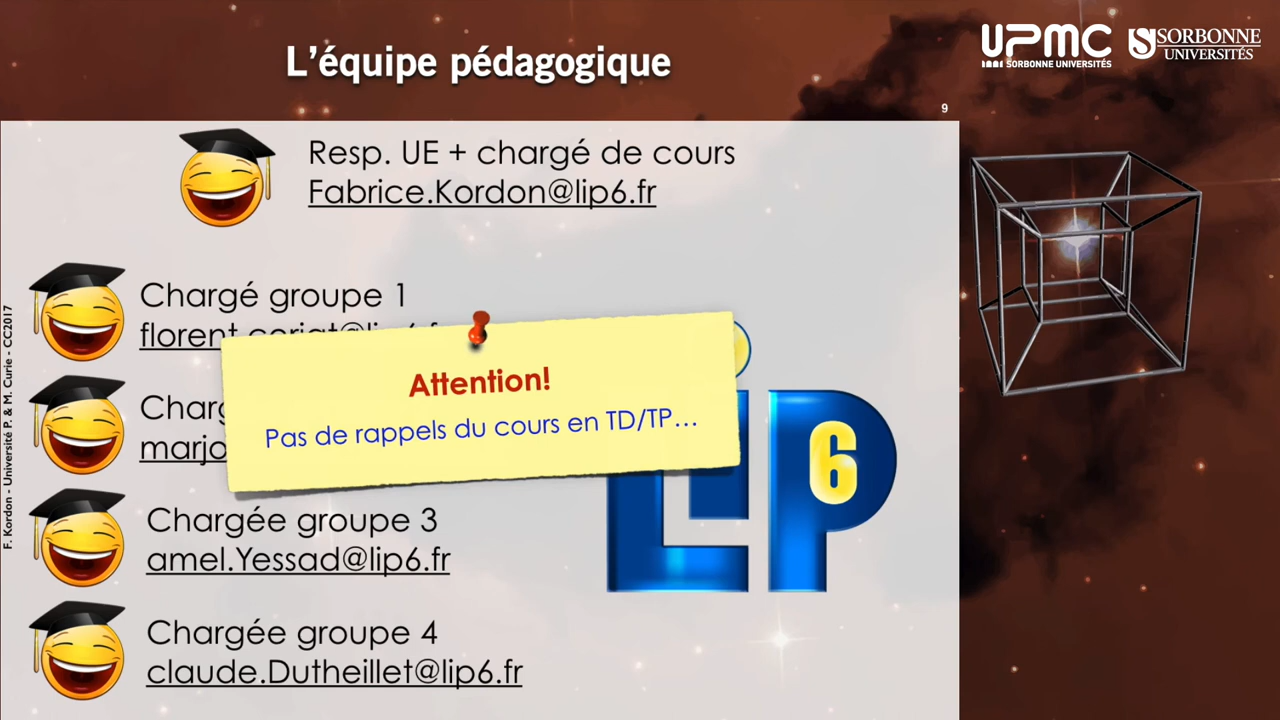 L'équipe pédagogique
UPMC
SORBONNE UNIVERSITÉS
SORBONNE
UNIVERSITÉS
9
Resp. UE + chargé de cours
Fabrice.Kordon@lip6.fr
Chargé groupe 1
Attention!
Pas de rappels du cours en TD/TP…
Chargée groupe 3
amel.Yessad@lip6.fr
Chargée groupe 4
claude.Dutheillet@lip6.fr
LIP
6
F. Kordon - Université P. & M. Curie - CC2017